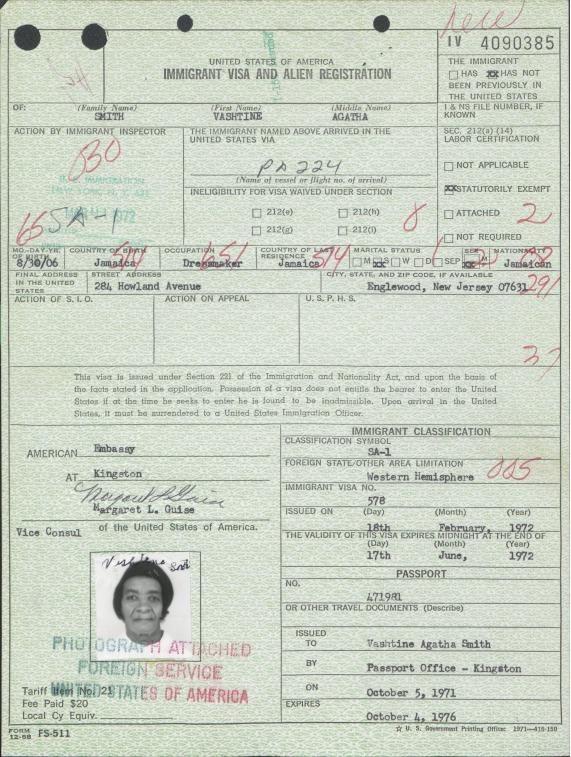 new
IV 4090385
UNITED STATES OF AMERICA
IMMIGRANT VISA AND ALIEN REGISTRATION
THE IMMIGRANT
HAS xx HAS NOT
BEEN PREVIOUSLY IN
THE UNITED STATES
OF: (Family Name) (First Name) (Middle Name)
SMITH VASHTINE AGATHA
I & NS FILE NUMBER, IF
KNOWN
ACTION BY IMMIGRANT INSPECTOR
THE IMMIGRANT NAMED ABOVE ARRIVED IN THE
UNITED STATES VIA
PA 224
(Name of vessel or flight no. of arrival)
SEC. 212(a) (14)
LABOR CERTIFICATION
NOT APPLICABLE
xx STATUTORILY EXEMPT
ATTACHED 2
NOT REQUIRED
INELIGIBILITY FOR VISA WAIVED UNDER SECTION
212(e) 212(h)
212(g) 212(i)
8
U.S. IMMIGRATION
NEW YORK, N.Y.
1972
SA-1
MO.-DAY-YR. OF BIRTH COUNTRY OF BIRTH OCCUPATION COUNTRY OF LAST RESIDENCE MARITAL STATUS SEX NATIONALITY
8/30/06 Jamaica Dressmaker Jamaica M xx W D SEP xx M Jamaican
FINAL ADDRESS IN THE UNITED STATES
STREET ADDRESS
284 Howland Avenue
CITY, STATE, AND ZIP CODE, IF AVAILABLE
Englewood, New Jersey 07631
291
ACTION OF S.I.O. ACTION ON APPEAL U.S.P.H.S.
37
This visa is issued under Section 221 of the Immigration and Nationality Act, and upon the basis of
the facts stated in the application. Possession of a visa does not entitle the bearer to enter the United
States if at the time he seeks to enter he is found to be inadmissible. Upon arrival in the United
States, it must be surrendered to a United States Immigration Officer.
AMERICAN Embassy
AT Kingston
Margaret L Guise
Margaret L. Guise
Vice Consul of the United States of America.
IMMIGRANT CLASSIFICATION
CLASSIFICATION SYMBOL
SA-1
FOREIGN STATE/OTHER AREA LIMITATION
Western Hemisphere 005
IMMIGRANT VISA NO.
578
ISSUED ON (Day) (Month) (Year)
18th February, 1972
THE VALIDITY OF THIS VISA EXPIRES MIDNIGHT AT THE END OF
(Day) (Month) (Year)
17th June, 1972
PASSPORT
NO.
471981
OR OTHER TRAVEL DOCUMENTS (Describe)
ISSUED TO Vashtine Agatha Smith
BY Passport Office - Kingston
ON October 5, 1971
EXPIRES October 4, 1976
PHOTOGRAPH ATTACHED
FOREIGN SERVICE
UNITED STATES OF AMERICA
Tariff Item No. 21
Fee Paid $20
Local Cy Equiv.
FORM 12-68 FS-511
☆ U. S. Government Printing Office: 1971—418-150